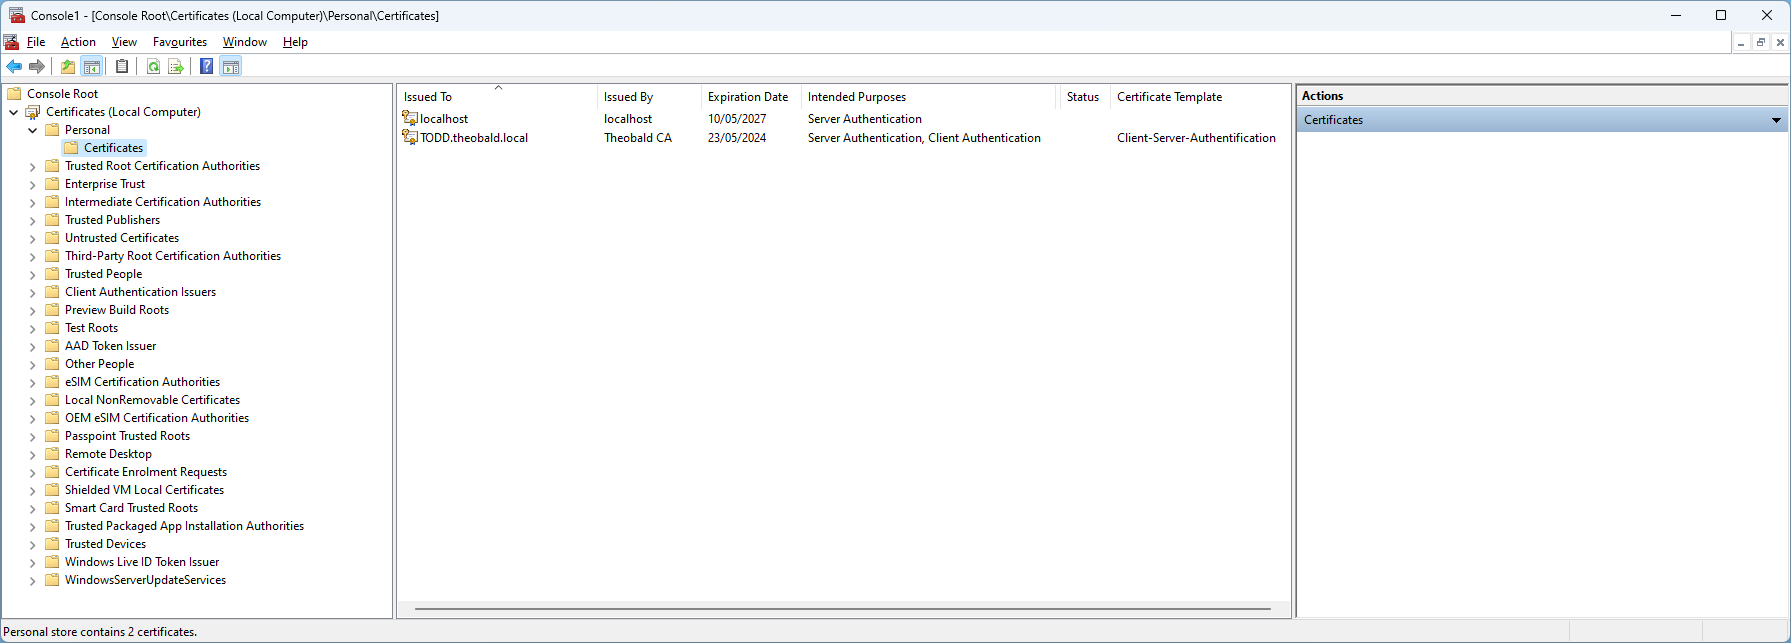 Console1 - [Console Root\Certificates (Local Computer)\Personal\Certificates]
File Action View Favourites Window Help
Console Root
Certificates (Local Computer)
Personal
Certificates
Trusted Root Certification Authorities
Enterprise Trust
Intermediate Certification Authorities
Trusted Publishers
Untrusted Certificates
Third-Party Root Certification Authorities
Trusted People
Client Authentication Issuers
Preview Build Roots
Test Roots
AAD Token Issuer
Other People
eSIM Certification Authorities
Local NonRemovable Certificates
OEM eSIM Certification Authorities
Passpoint Trusted Roots
Remote Desktop
Certificate Enrolment Requests
Shielded VM Local Certificates
Smart Card Trusted Roots
Trusted Packaged App Installation Authorities
Trusted Devices
Windows Live ID Token Issuer
WindowsServerUpdateServices
Issued To Issued By Expiration Date Intended Purposes Status Certificate Template
localhost localhost 10/05/2027 Server Authentication
TODD.theobald.local Theobald CA 23/05/2024 Server Authentication, Client Authentication Client-Server-Authentification
Actions
Certificates
Personal store contains 2 certificates.